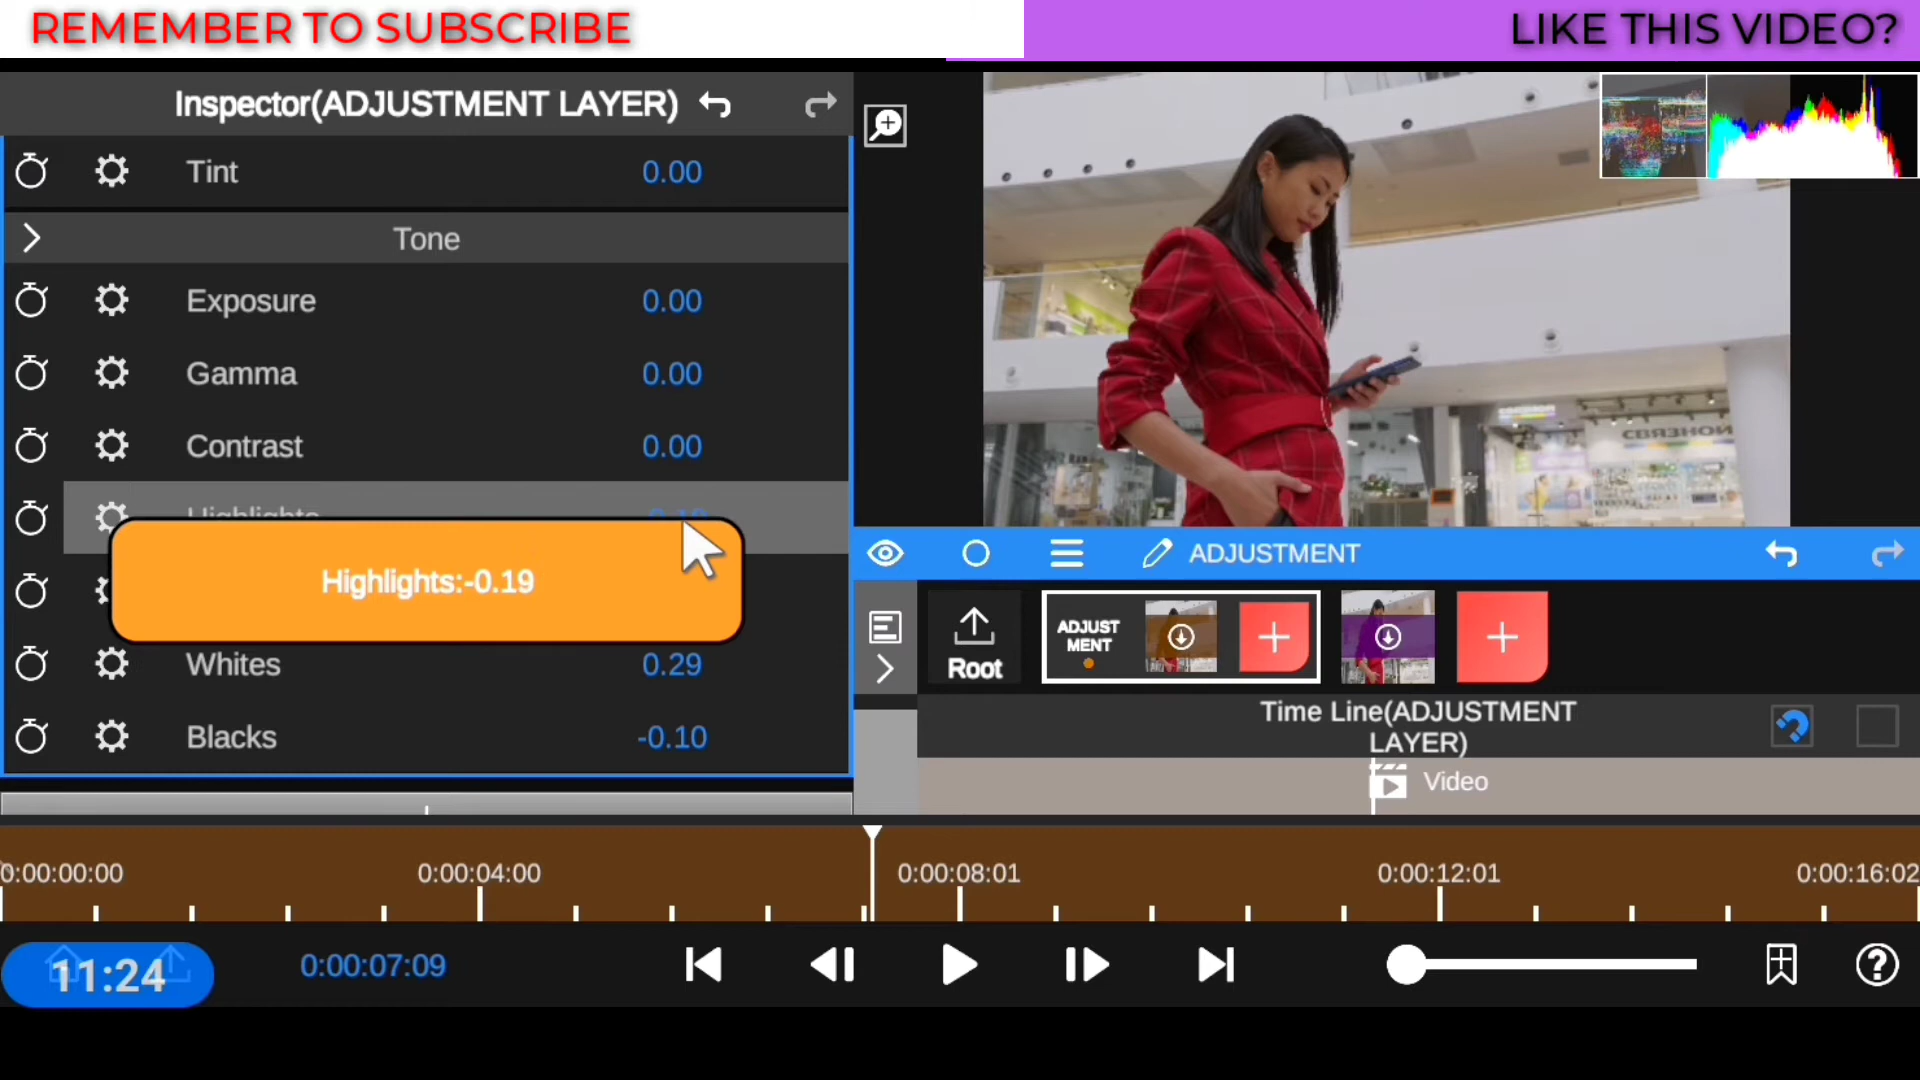 REMEMBER TO SUBSCRIBE
LIKE THIS VIDEO?
Inspector(ADJUSTMENT LAYER)
Tint 0.00
Tone
Exposure 0.00
Gamma 0.00
Contrast 0.00
Highlights -0.19
Highlights:-0.19
Whites 0.29
Blacks -0.10
ADJUSTMENT
Root
ADJUST
MENT
Time Line(ADJUSTMENT
LAYER)
Video
0:00:00:00
0:00:04:00
0:00:08:01
0:00:12:01
0:00:16:02
11:24
0:00:07:09